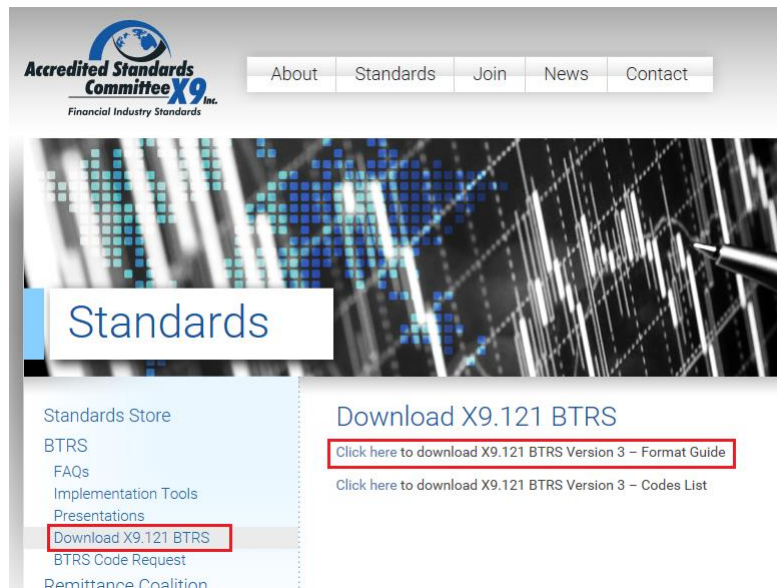 Accredited Standards
Committee X9 Inc.
Financial Industry Standards
About Standards Join News Contact
Standards
Standards Store
BTRS
FAQs
Implementation Tools
Presentations
Download X9.121 BTRS
BTRS Code Request
Remittance Coalition
Download X9.121 BTRS
Click here to download X9.121 BTRS Version 3 – Format Guide
Click here to download X9.121 BTRS Version 3 – Codes List